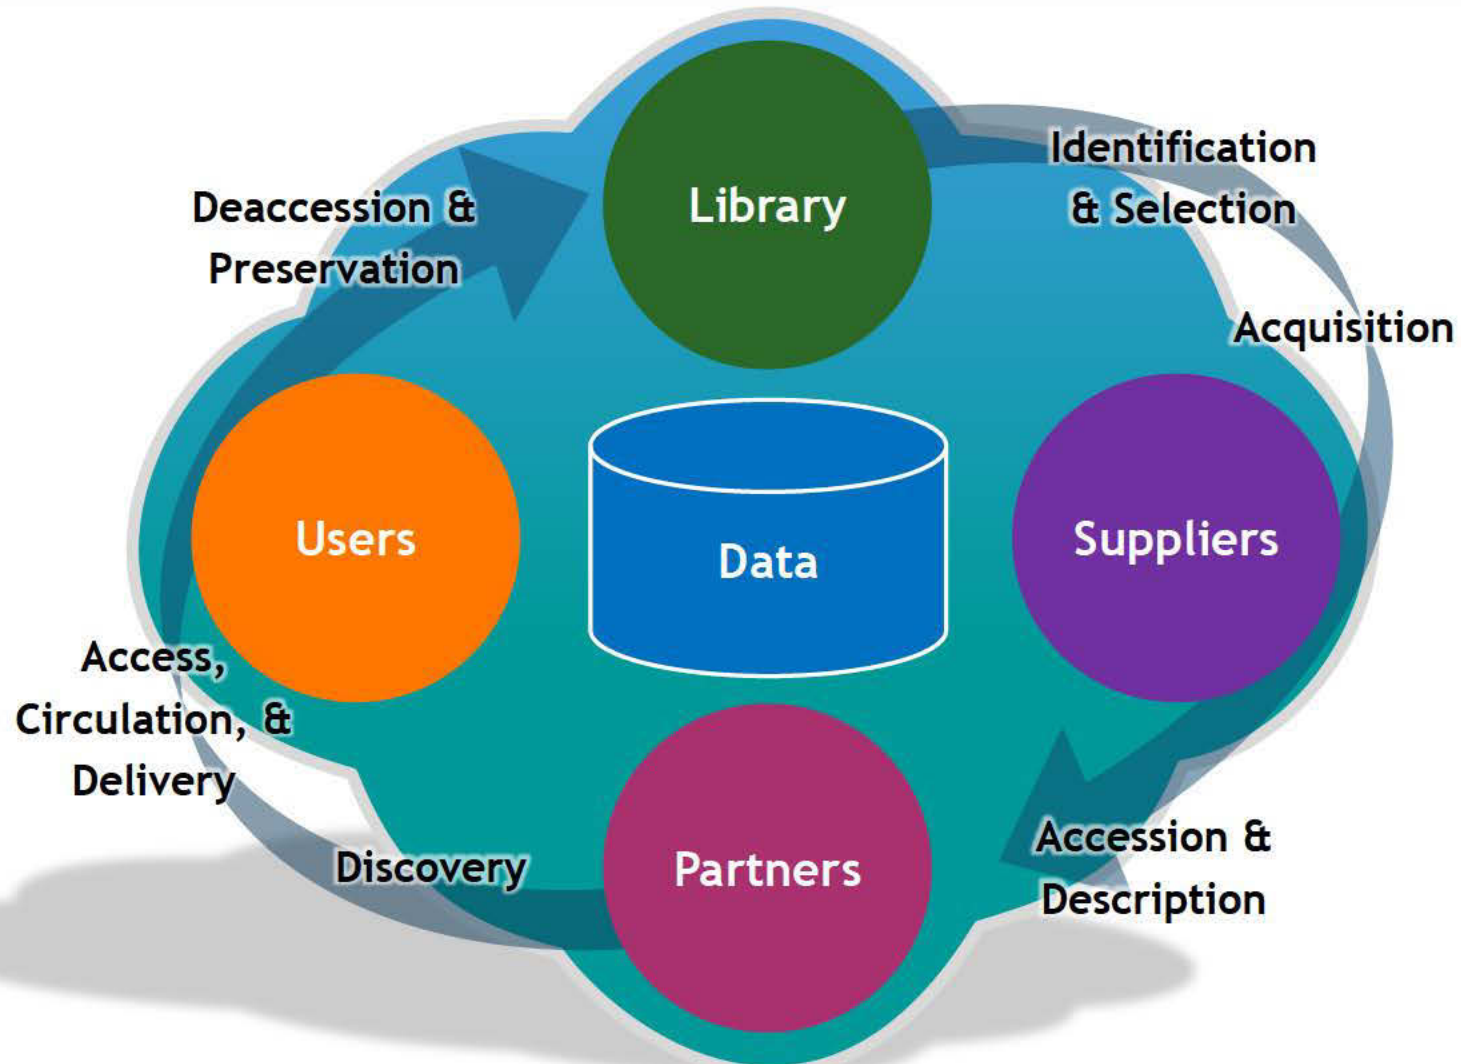 Library
Identification
& Selection
Deaccession &
Preservation
Acquisition
Users
Data
Suppliers
Access,
Circulation, &
Delivery
Discovery
Partners
Accession &
Description